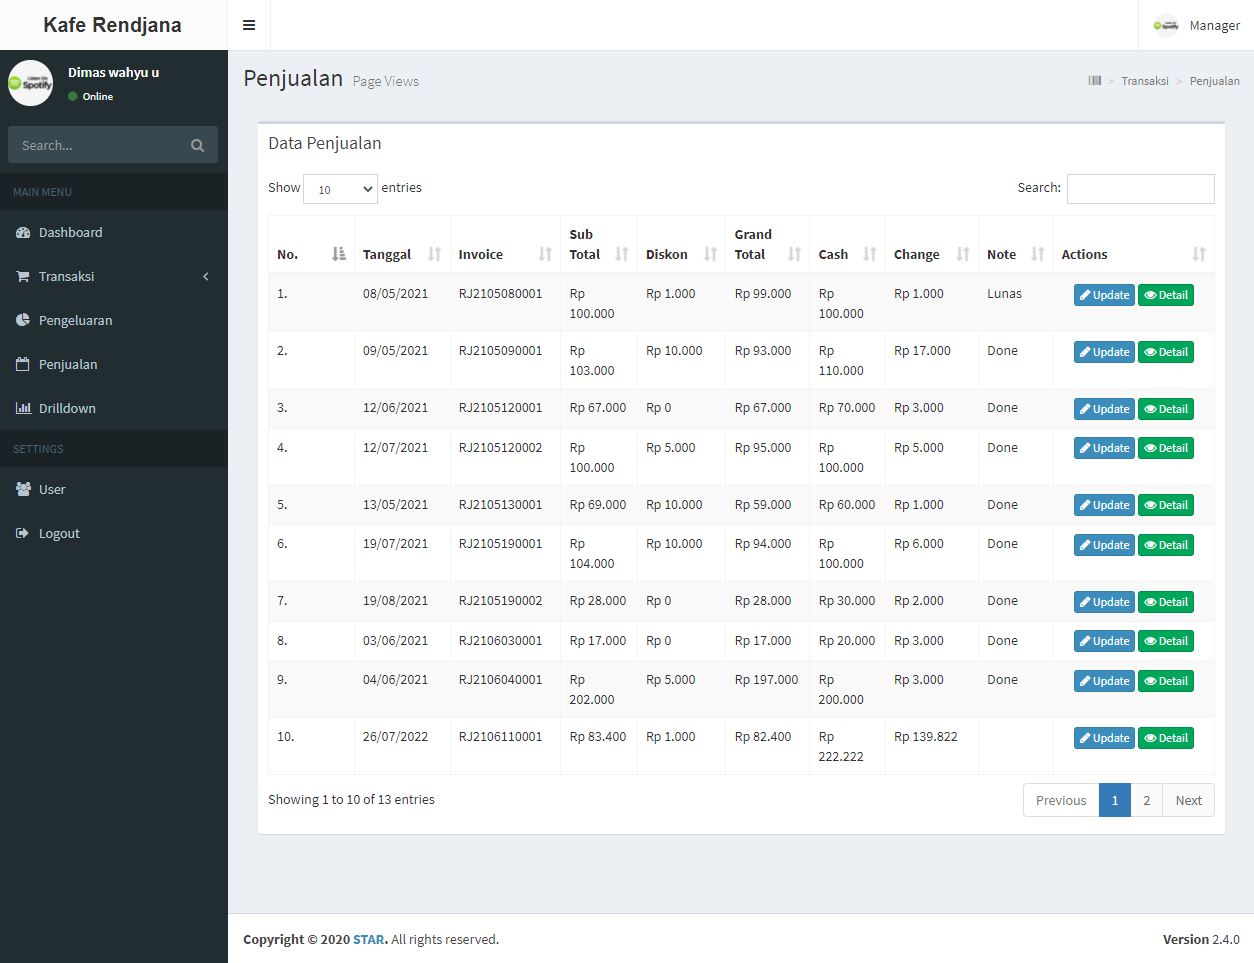 Kafe Rendjana
Manager
Listen On
Spotify
Dimas wahyu u
Online
Search...
MAIN MENU
Dashboard
Transaksi
Pengeluaran
Penjualan
Drilldown
SETTINGS
User
Logout
Penjualan Page Views
> Transaksi > Penjualan
Data Penjualan
Show 10 entries Search:
No. Tanggal Invoice Sub Total Diskon Grand Total Cash Change Note Actions
1. 08/05/2021 RJ2105080001 Rp 100.000 Rp 1.000 Rp 99.000 Rp 100.000 Rp 1.000 Lunas Update Detail
2. 09/05/2021 RJ2105090001 Rp 103.000 Rp 10.000 Rp 93.000 Rp 110.000 Rp 17.000 Done Update Detail
3. 12/06/2021 RJ2105120001 Rp 67.000 Rp 0 Rp 67.000 Rp 70.000 Rp 3.000 Done Update Detail
4. 12/07/2021 RJ2105120002 Rp 100.000 Rp 5.000 Rp 95.000 Rp 100.000 Rp 5.000 Done Update Detail
5. 13/05/2021 RJ2105130001 Rp 69.000 Rp 10.000 Rp 59.000 Rp 60.000 Rp 1.000 Done Update Detail
6. 19/07/2021 RJ2105190001 Rp 104.000 Rp 10.000 Rp 94.000 Rp 100.000 Rp 6.000 Done Update Detail
7. 19/08/2021 RJ2105190002 Rp 28.000 Rp 0 Rp 28.000 Rp 30.000 Rp 2.000 Done Update Detail
8. 03/06/2021 RJ2106030001 Rp 17.000 Rp 0 Rp 17.000 Rp 20.000 Rp 3.000 Done Update Detail
9. 04/06/2021 RJ2106040001 Rp 202.000 Rp 5.000 Rp 197.000 Rp 200.000 Rp 3.000 Done Update Detail
10. 26/07/2022 RJ2106110001 Rp 83.400 Rp 1.000 Rp 82.400 Rp 222.222 Rp 139.822 Update Detail
Showing 1 to 10 of 13 entries
Previous 1 2 Next
Copyright © 2020 STAR. All rights reserved.
Version 2.4.0